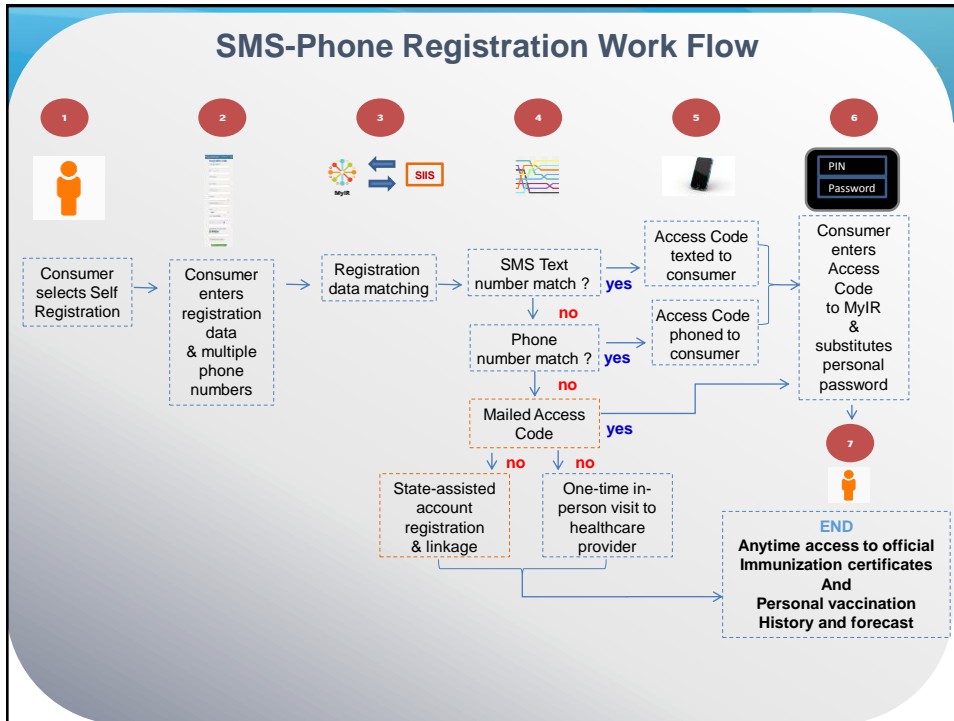 SMS-Phone Registration Work Flow
1
2
3
4
5
6
MyIR
SIIS
PIN
Password
Consumer
selects Self
Registration
Consumer
enters
registration
data
& multiple
phone
numbers
Registration
data matching
SMS Text
number match ?
yes
no
Access Code
texted to
consumer
Phone
number match ?
yes
no
Access Code
phoned to
consumer
Consumer
enters
Access
Code
to MyIR
&
substitutes
personal
password
Mailed Access
Code
yes
no
no
State-assisted
account
registration
& linkage
One-time in-
person visit to
healthcare
provider
7
END
Anytime access to official
Immunization certificates
And
Personal vaccination
History and forecast